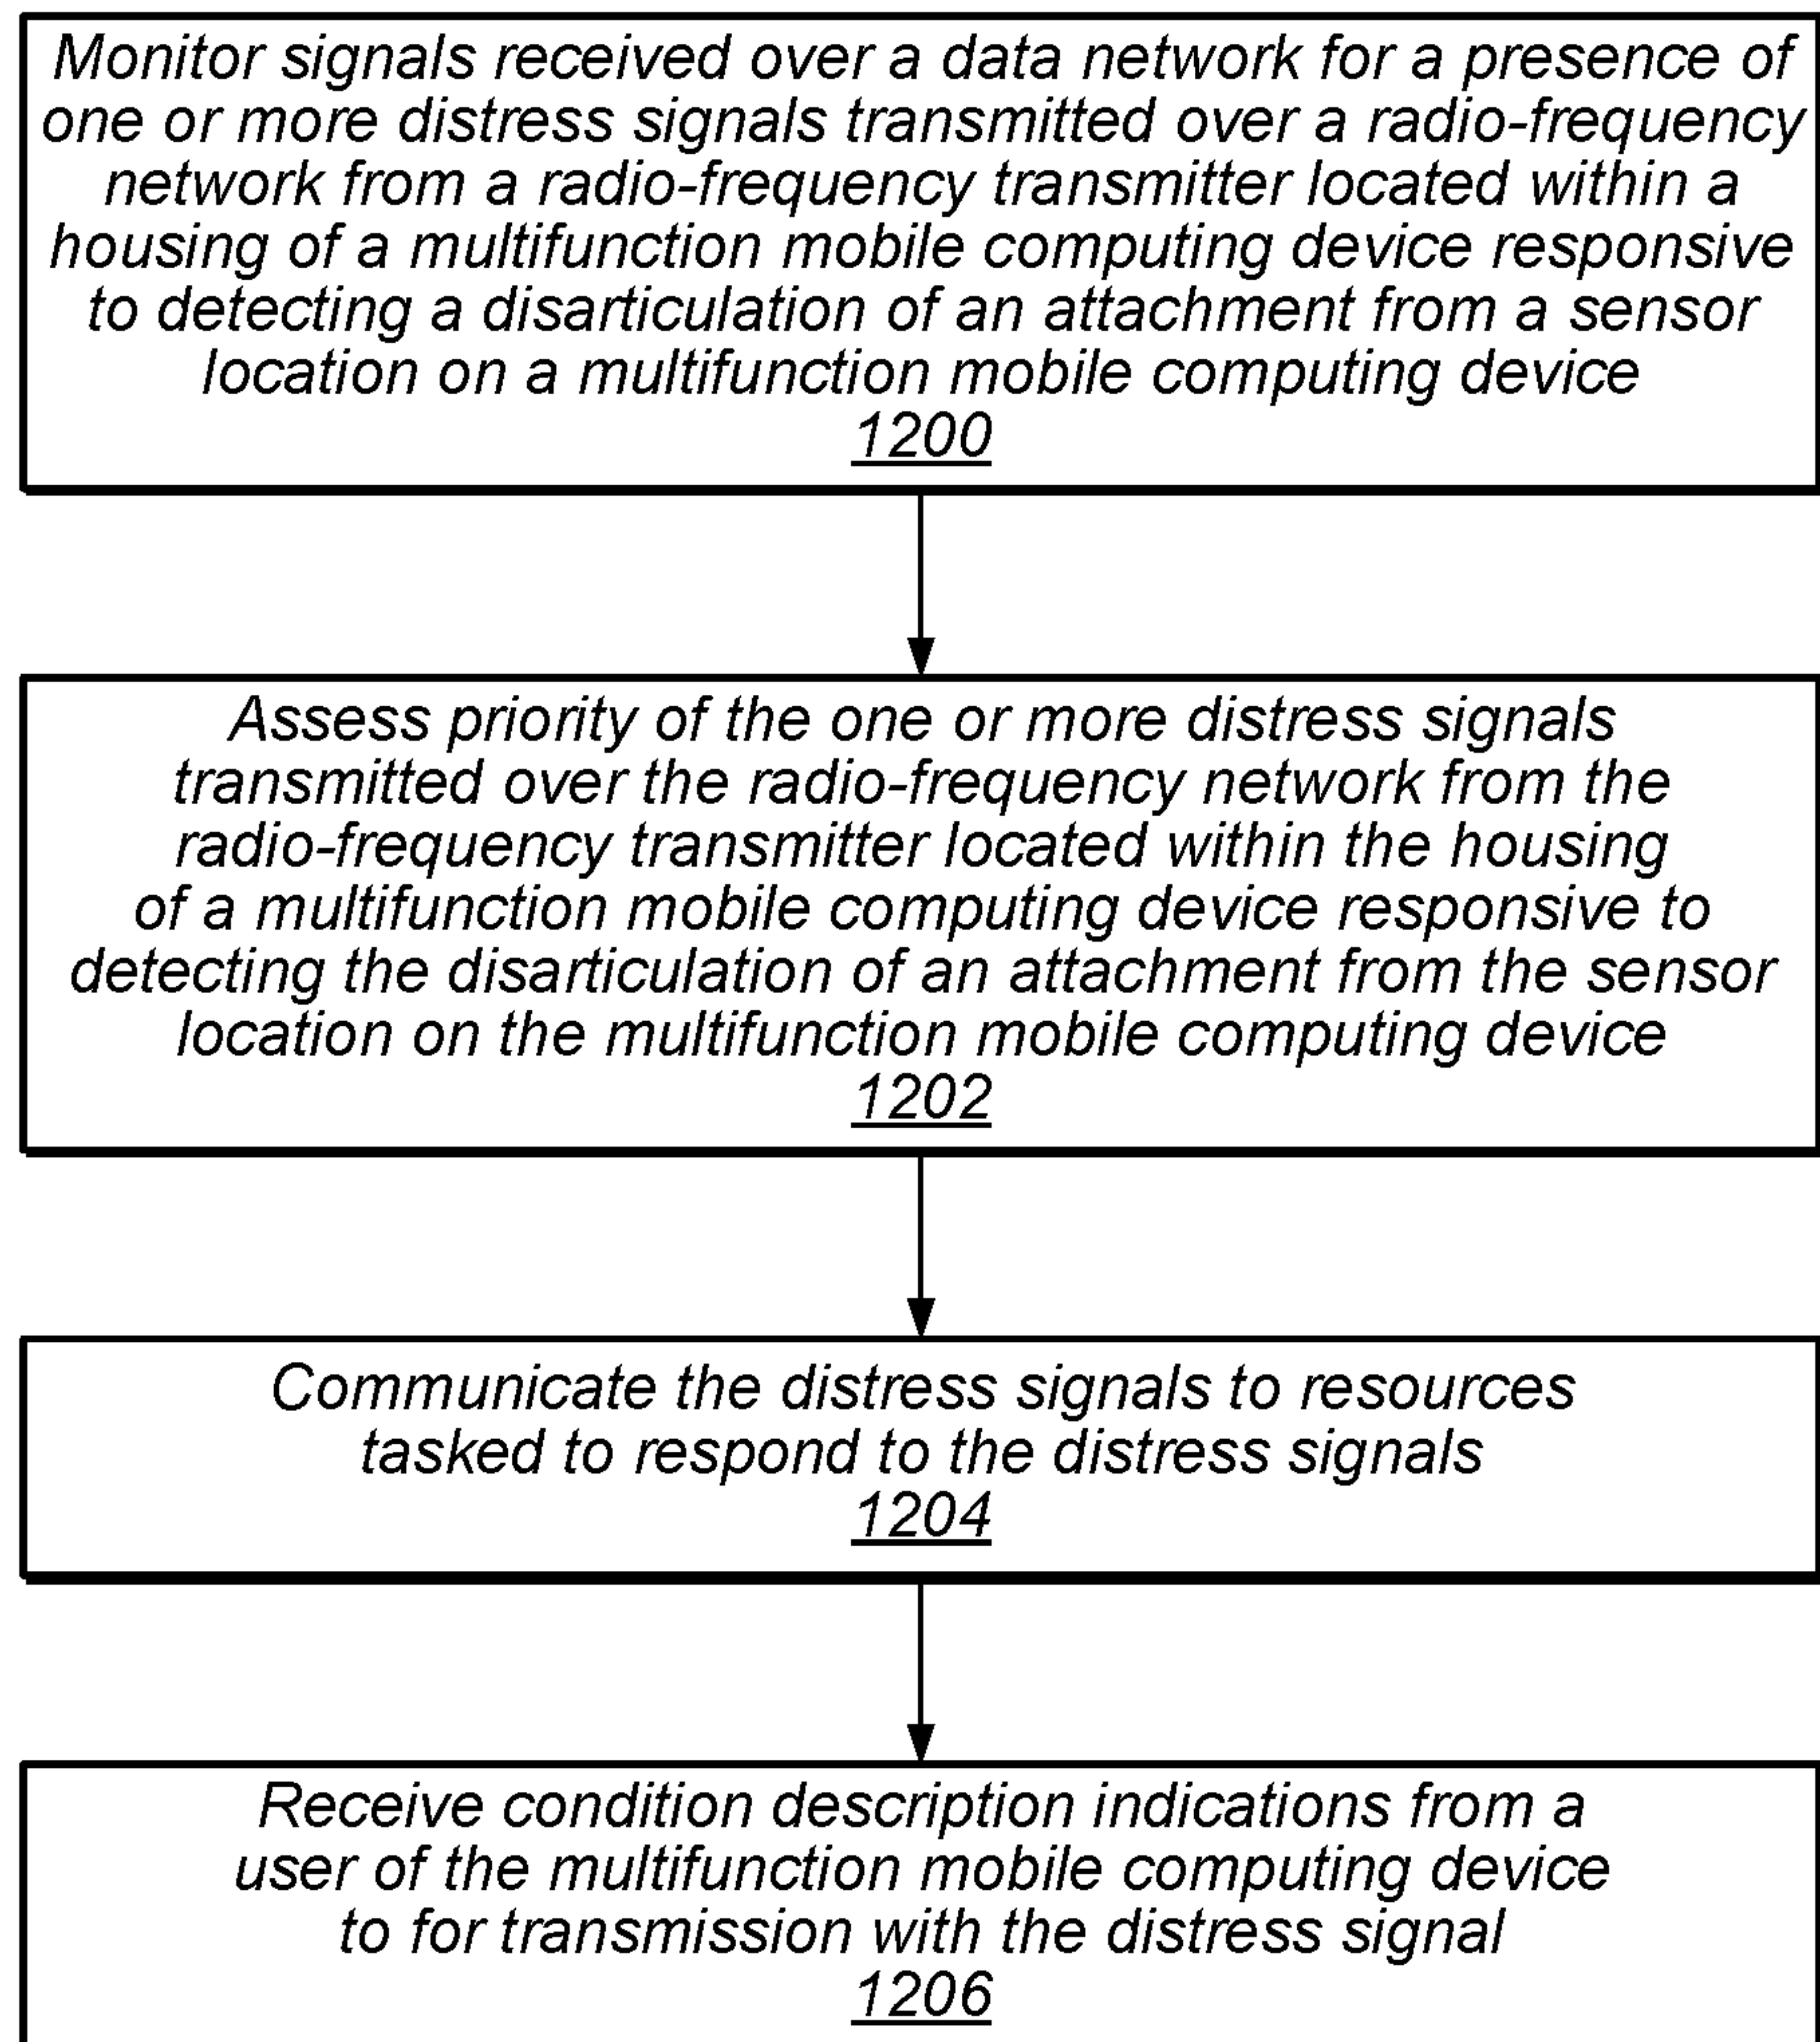 Monitor signals received over a data network for a presence of
one or more distress signals transmitted over a radio-frequency
network from a radio-frequency transmitter located within a
housing of a multifunction mobile computing device responsive
to detecting a disarticulation of an attachment from a sensor
location on a multifunction mobile computing device
1200
Assess priority of the one or more distress signals
transmitted over the radio-frequency network from the
radio-frequency transmitter located within the housing
of a multifunction mobile computing device responsive to
detecting the disarticulation of an attachment from the sensor
location on the multifunction mobile computing device
1202
Communicate the distress signals to resources
tasked to respond to the distress signals
1204
Receive condition description indications from a
user of the multifunction mobile computing device
to for transmission with the distress signal
1206